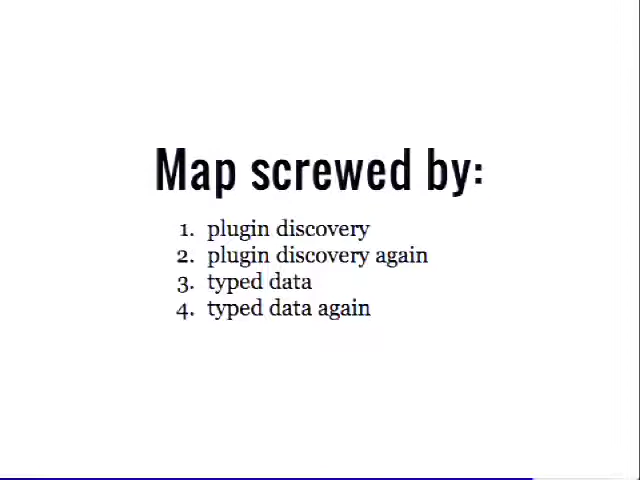 Map screwed by:
1. plugin discovery
2. plugin discovery again
3. typed data
4. typed data again